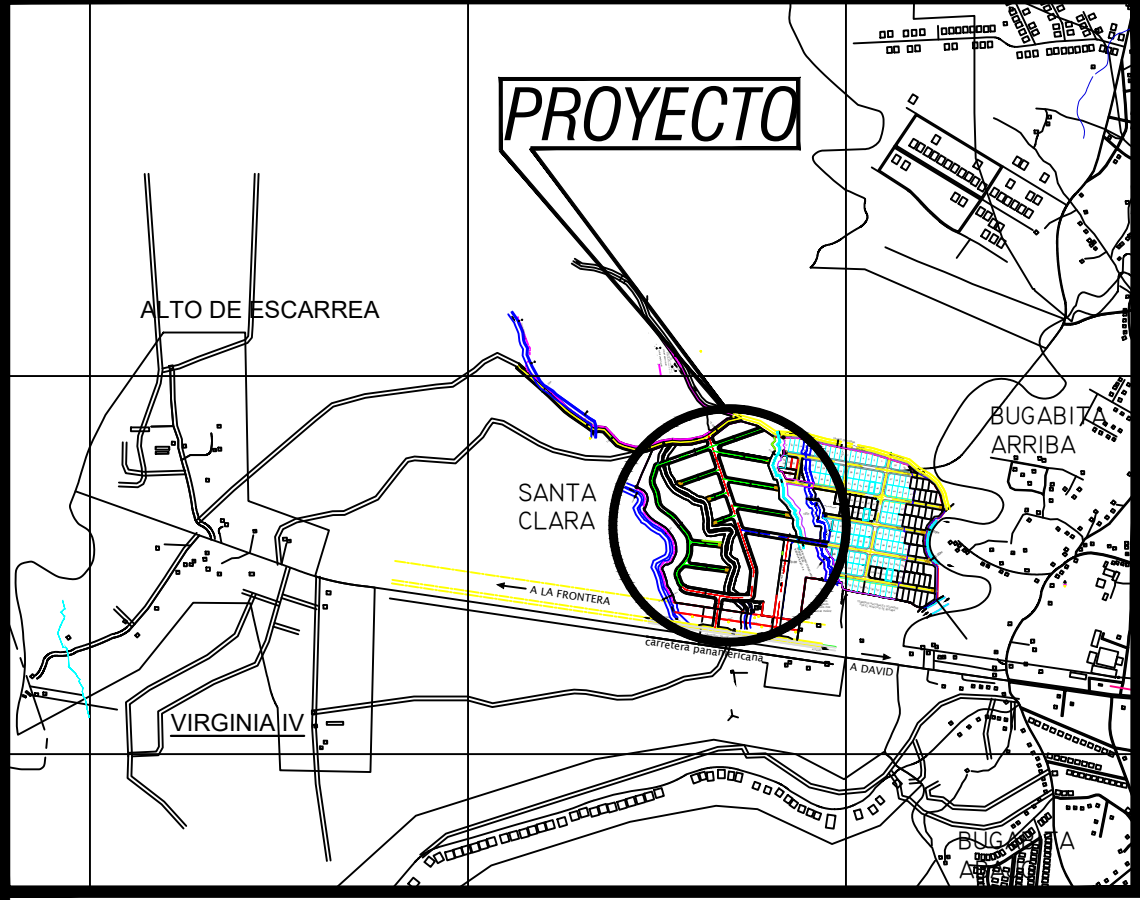 PROYECTO
ALTO DE ESCARREA
BUGABITA
ARRIBA
SANTA
CLARA
A LA FRONTERA
carretera panamericana
A DAVID
VIRGINIA IV
BUGABITA